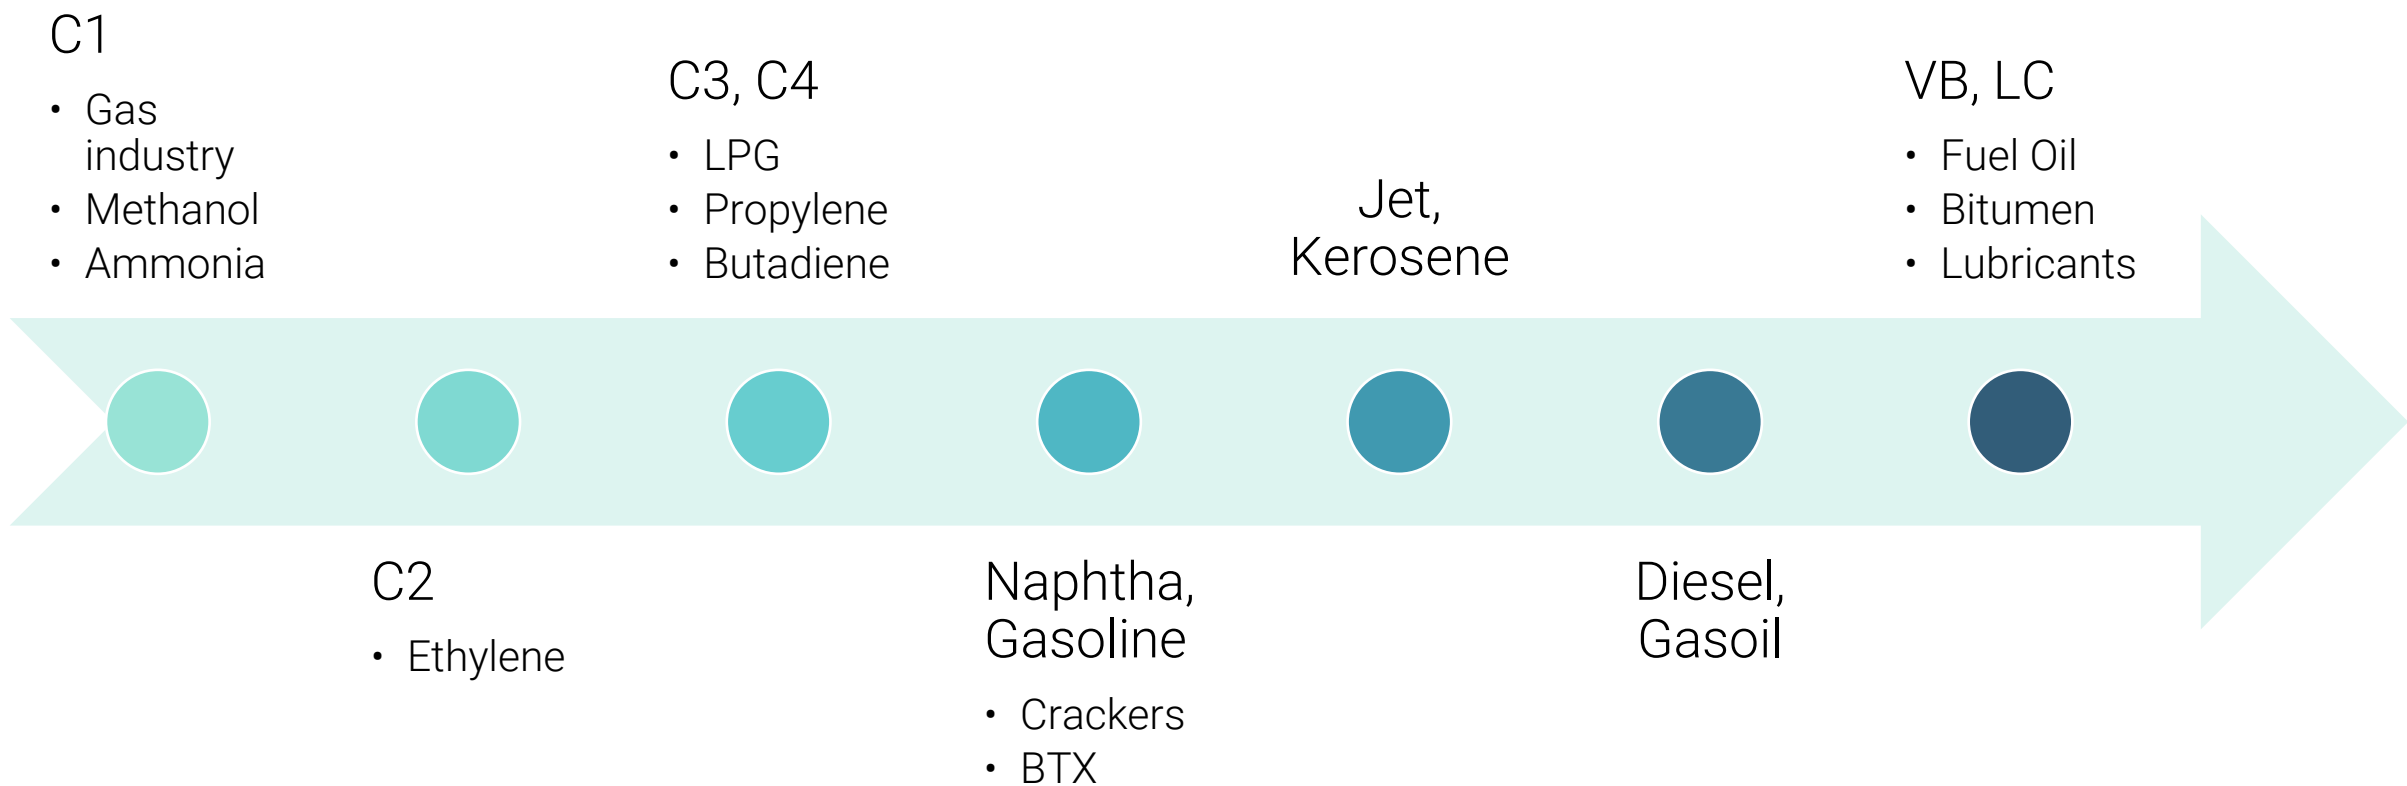 C1
• Gas
industry
• Methanol
• Ammonia
C2
• Ethylene
C3, C4
• LPG
• Propylene
• Butadiene
Naphtha,
Gasoline
• Crackers
• BTX
Jet,
Kerosene
Diesel,
Gasoil
VB, LC
• Fuel Oil
• Bitumen
• Lubricants